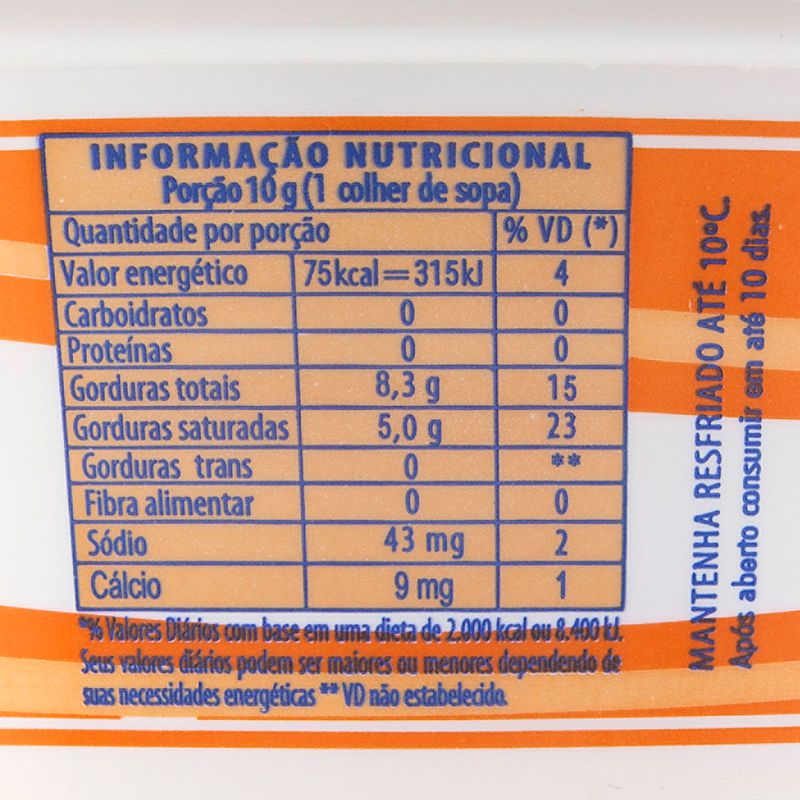 INFORMAÇÃO NUTRICIONAL
Porção 10 g (1 colher de sopa)
Quantidade por porção % VD (*)
Valor energético 75kcal=315kJ 4
Carboidratos 0 0
Proteínas 0 0
Gorduras totais 8,3 g 15
Gorduras saturadas 5,0 g 23
Gorduras trans 0 **
Fibra alimentar 0 0
Sódio 43 mg 2
Cálcio 9 mg 1
*% Valores Diários com base em uma dieta de 2.000 kcal ou 8.400 kJ.
Seus valores diários podem ser maiores ou menores dependendo de
suas necessidades energéticas ** VD não estabelecido.
MANTENHA RESFRIADO ATÉ 10ºC.
Após aberto consumir em até 10 dias.